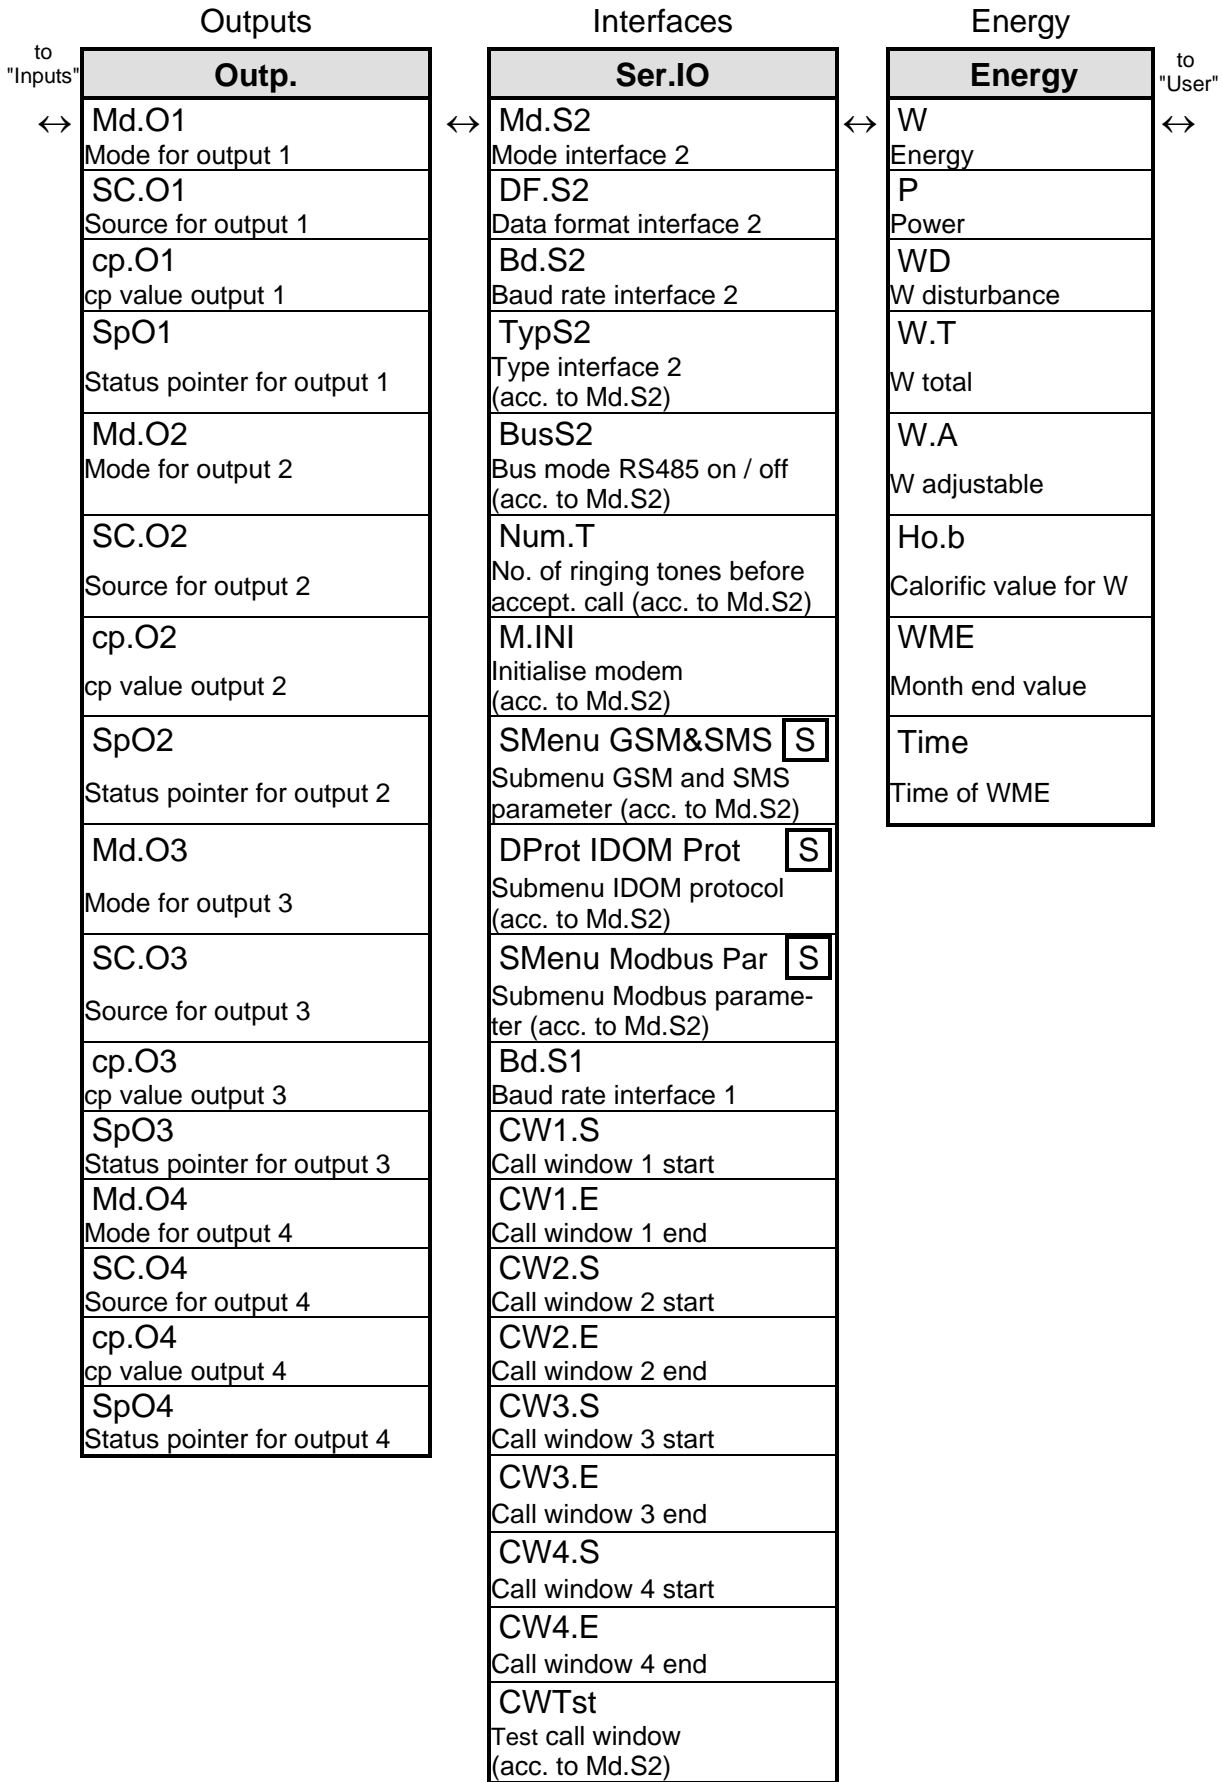 Outputs
Interfaces
Energy
to
"Inputs"
to
"User"
Outp.
↔ Md.O1
Mode for output 1
SC.O1
Source for output 1
cp.O1
cp value output 1
SpO1
Status pointer for output 1
Md.O2
Mode for output 2
SC.O2
Source for output 2
cp.O2
cp value output 2
SpO2
Status pointer for output 2
Md.O3
Mode for output 3
SC.O3
Source for output 3
cp.O3
cp value output 3
SpO3
Status pointer for output 3
Md.O4
Mode for output 4
SC.O4
Source for output 4
cp.O4
cp value output 4
SpO4
Status pointer for output 4
Ser.IO
↔ Md.S2
Mode interface 2
DF.S2
Data format interface 2
Bd.S2
Baud rate interface 2
TypS2
Type interface 2
(acc. to Md.S2)
BusS2
Bus mode RS485 on / off
(acc. to Md.S2)
Num.T
No. of ringing tones before
accept. call (acc. to Md.S2)
M.INI
Initialise modem
(acc. to Md.S2)
SMenu GSM&SMS S
Submenu GSM and SMS
parameter (acc. to Md.S2)
DProt IDOM Prot S
Submenu IDOM protocol
(acc. to Md.S2)
SMenu Modbus Par S
Submenu Modbus parame-
ter (acc. to Md.S2)
Bd.S1
Baud rate interface 1
CW1.S
Call window 1 start
CW1.E
Call window 1 end
CW2.S
Call window 2 start
CW2.E
Call window 2 end
CW3.S
Call window 3 start
CW3.E
Call window 3 end
CW4.S
Call window 4 start
CW4.E
Call window 4 end
CWTst
Test call window
(acc. to Md.S2)
Energy
↔ W ↔
Energy
P
Power
WD
W disturbance
W.T
W total
W.A
W adjustable
Ho.b
Calorific value for W
WME
Month end value
Time
Time of WME